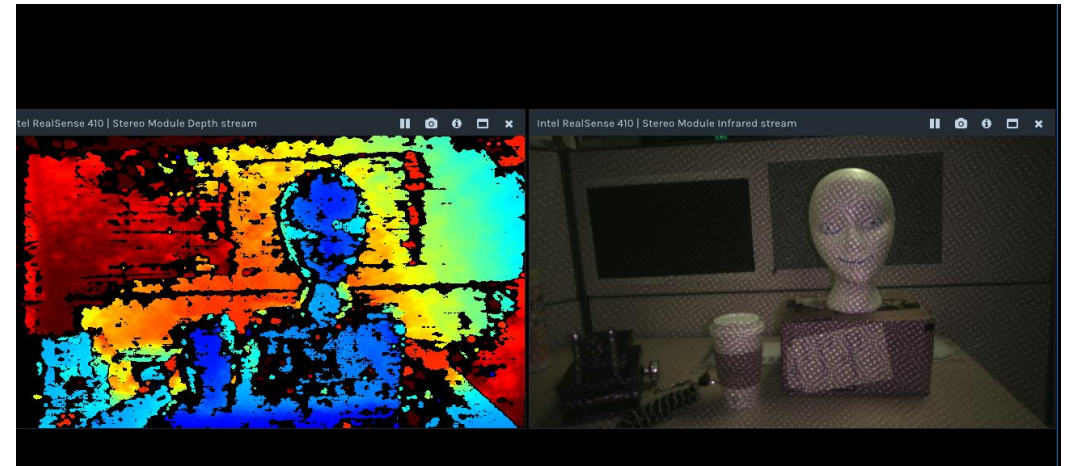 tel RealSense 410 | Stereo Module Depth stream
Intel RealSense 410 | Stereo Module Infrared stream